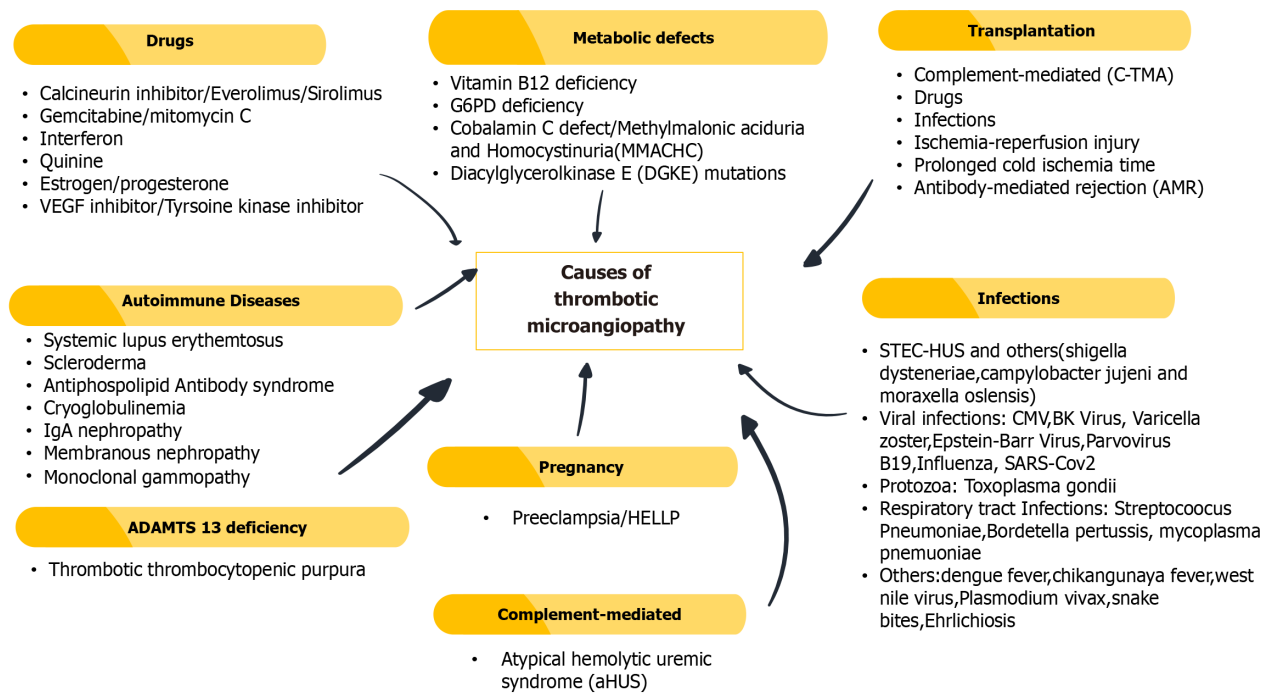 Drugs
• Calcineurin inhibitor/Everolimus/Sirolimus
• Gemcitabine/mitomycin C
• Interferon
• Quinine
• Estrogen/progesterone
• VEGF inhibitor/Tyrsoine kinase inhibitor
Metabolic defects
• Vitamin B12 deficiency
• G6PD deficiency
• Cobalamin C defect/Methylmalonic aciduria
and Homocystinuria(MMACHC)
• Diacylglycerolkinase E (DGKE) mutations
Transplantation
• Complement-mediated (C-TMA)
• Drugs
• Infections
• Ischemia-reperfusion injury
• Prolonged cold ischemia time
• Antibody-mediated rejection (AMR)
Causes of
thrombotic
microangiopathy
Autoimmune Diseases
• Systemic lupus erythemtosus
• Scleroderma
• Antiphospolipid Antibody syndrome
• Cryoglobulinemia
• IgA nephropathy
• Membranous nephropathy
• Monoclonal gammopathy
Infections
• STEC-HUS and others(shigella
dysteneriae,campylobacter jujeni and
moraxella oslensis)
• Viral infections: CMV,BK Virus, Varicella
zoster,Epstein-Barr Virus,Parvovirus
B19,Influenza, SARS-Cov2
• Protozoa: Toxoplasma gondii
• Respiratory tract Infections: Streptocoocus
Pneumoniae,Bordetella pertussis, mycoplasma
pnemuoniae
• Others:dengue fever,chikangunaya fever,west
nile virus,Plasmodium vivax,snake
bites,Ehrlichiosis
Pregnancy
• Preeclampsia/HELLP
ADAMTS 13 deficiency
• Thrombotic thrombocytopenic purpura
Complement-mediated
• Atypical hemolytic uremic
syndrome (aHUS)